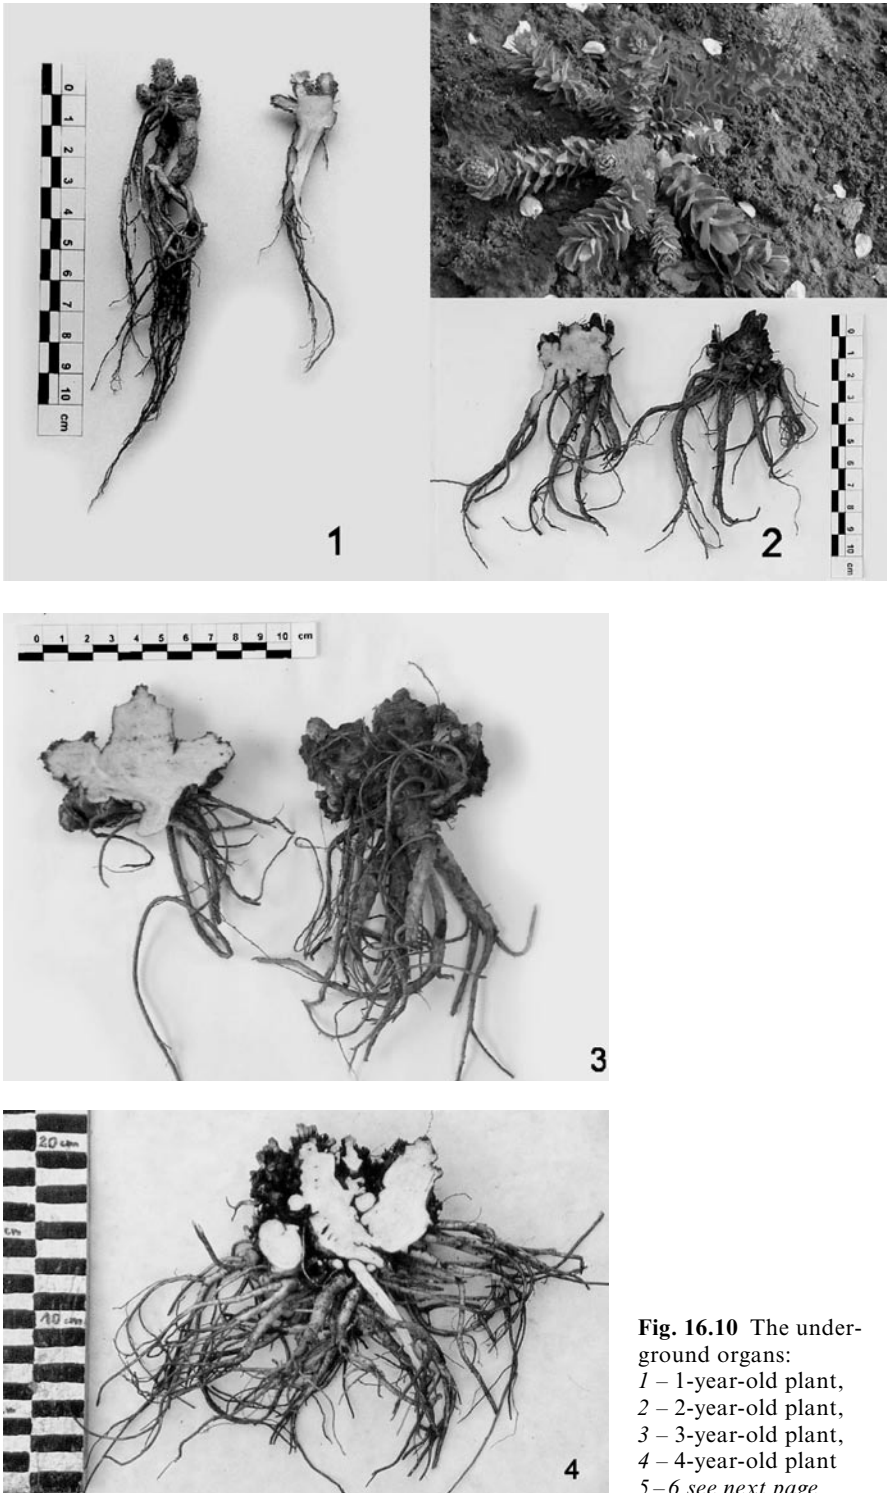 0
1
2
3
4
5
6
7
8
9
10
cm
1
0
1
2
3
4
5
6
7
8
9
10
cm
2
0 1 2 3 4 5 6 7 8 9 10 cm
3
20 cm
cm
10 cm
4
Fig. 16.10 The under-
ground organs:
1 – 1-year-old plant,
2 – 2-year-old plant,
3 – 3-year-old plant,
4 – 4-year-old plant
5–6 see next page